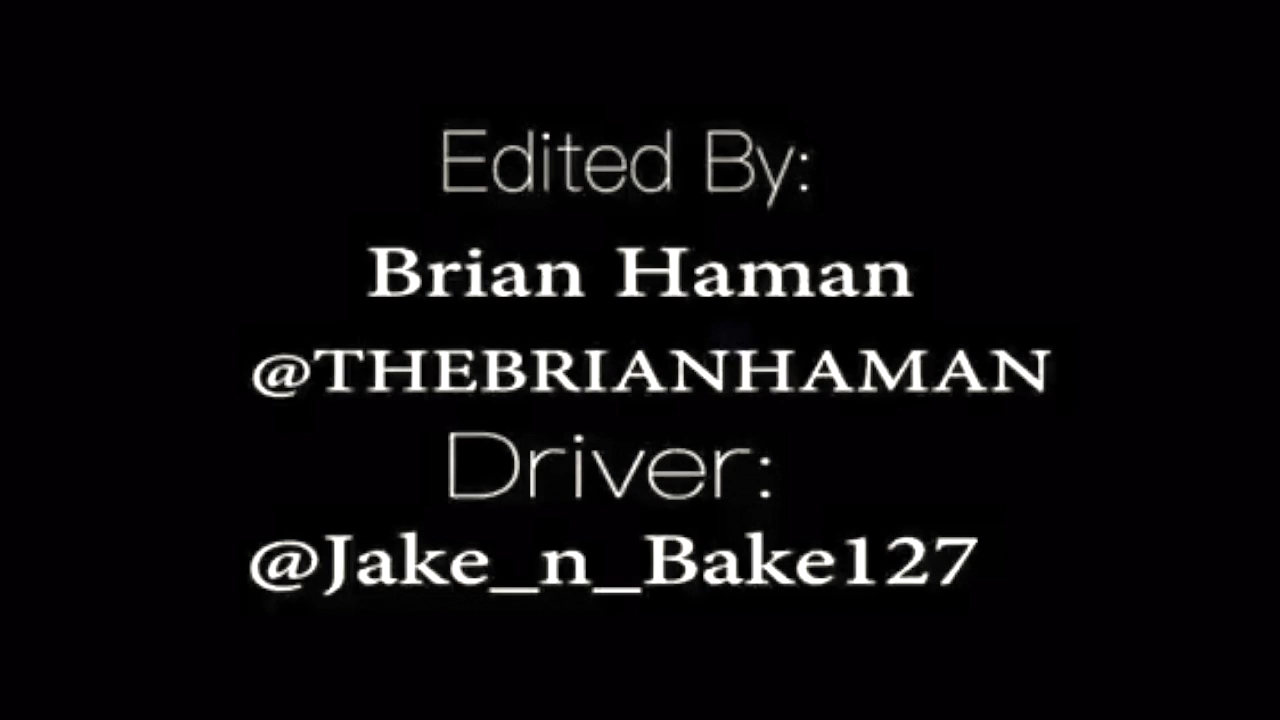 Edited By:
Brian Haman
@THEBRIANHAMAN
Driver:
@Jake_n_Bake127